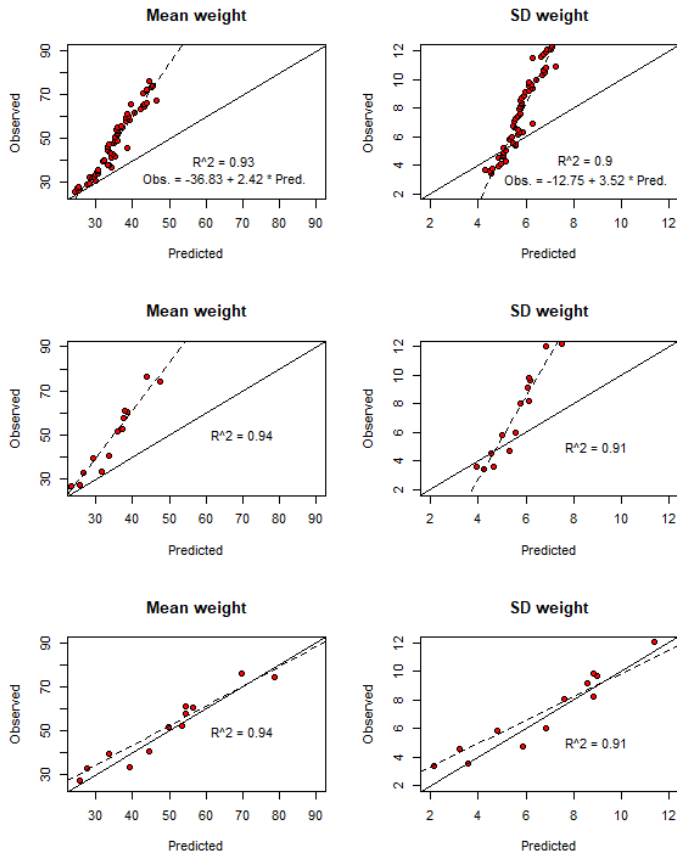 Mean weight
Observed
30 50 70 90
R^2 = 0.93
Obs. = -36.83 + 2.42 * Pred.
30 40 50 60 70 80 90
Predicted
SD weight
Observed
2 4 6 8 10 12
R^2 = 0.9
Obs. = -12.75 + 3.52 * Pred.
2 4 6 8 10 12
Predicted
Mean weight
Observed
30 50 70 90
R^2 = 0.94
30 40 50 60 70 80 90
Predicted
SD weight
Observed
2 4 6 8 10 12
R^2 = 0.91
2 4 6 8 10 12
Predicted
Mean weight
Observed
30 50 70 90
R^2 = 0.94
30 40 50 60 70 80 90
Predicted
SD weight
Observed
2 4 6 8 10 12
R^2 = 0.91
2 4 6 8 10 12
Predicted